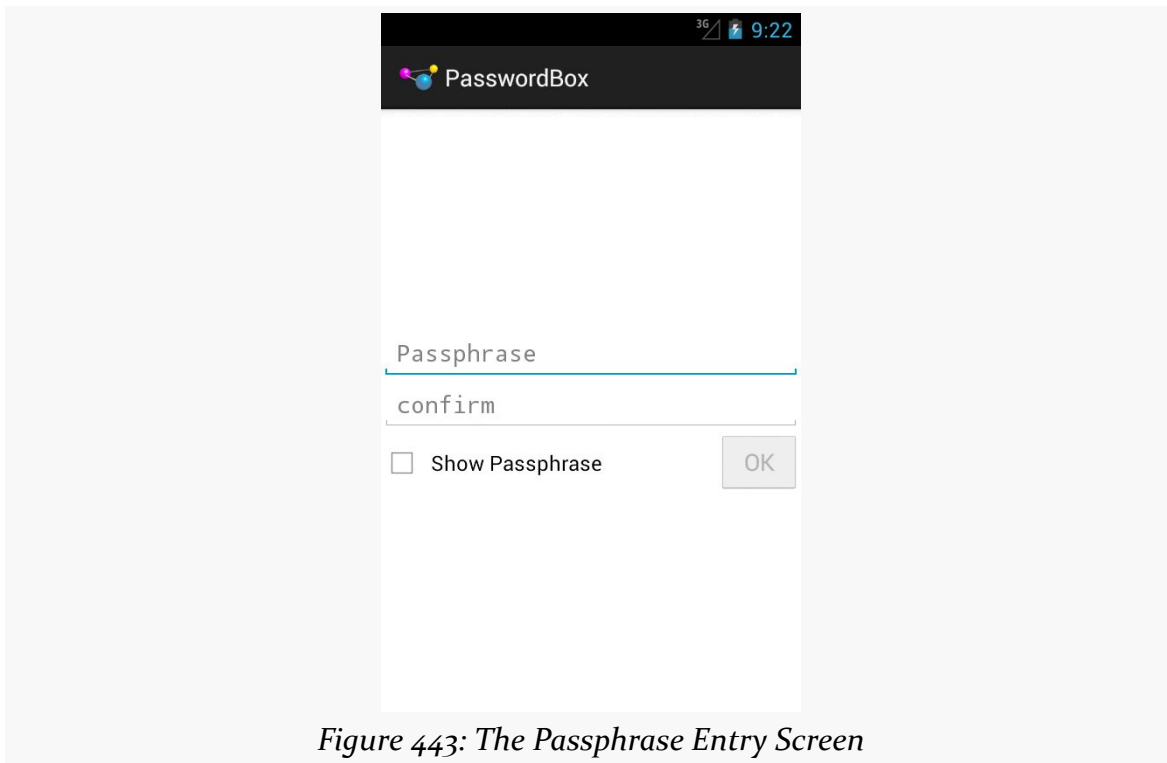 3G 9:22
PasswordBox
Passphrase
confirm
Show Passphrase OK
Figure 443: The Passphrase Entry Screen